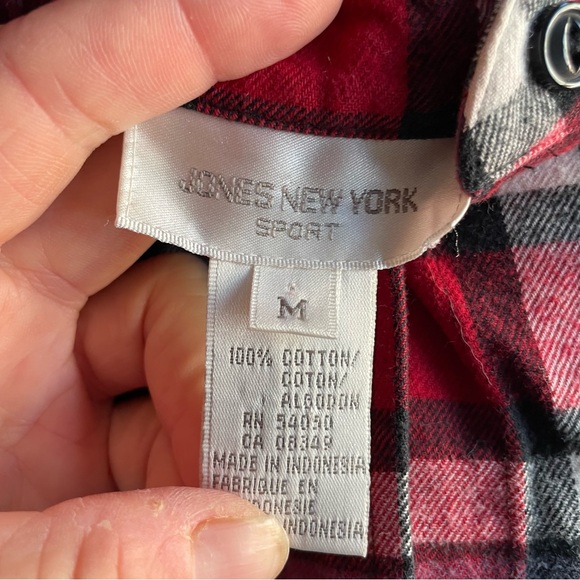 JONES NEW YORK
SPORT
M
100% COTTON/
COTON/
ALGODON
RN 54050
CA 08349
MADE IN INDONESIA
FABRIQUE EN
INDONESIA